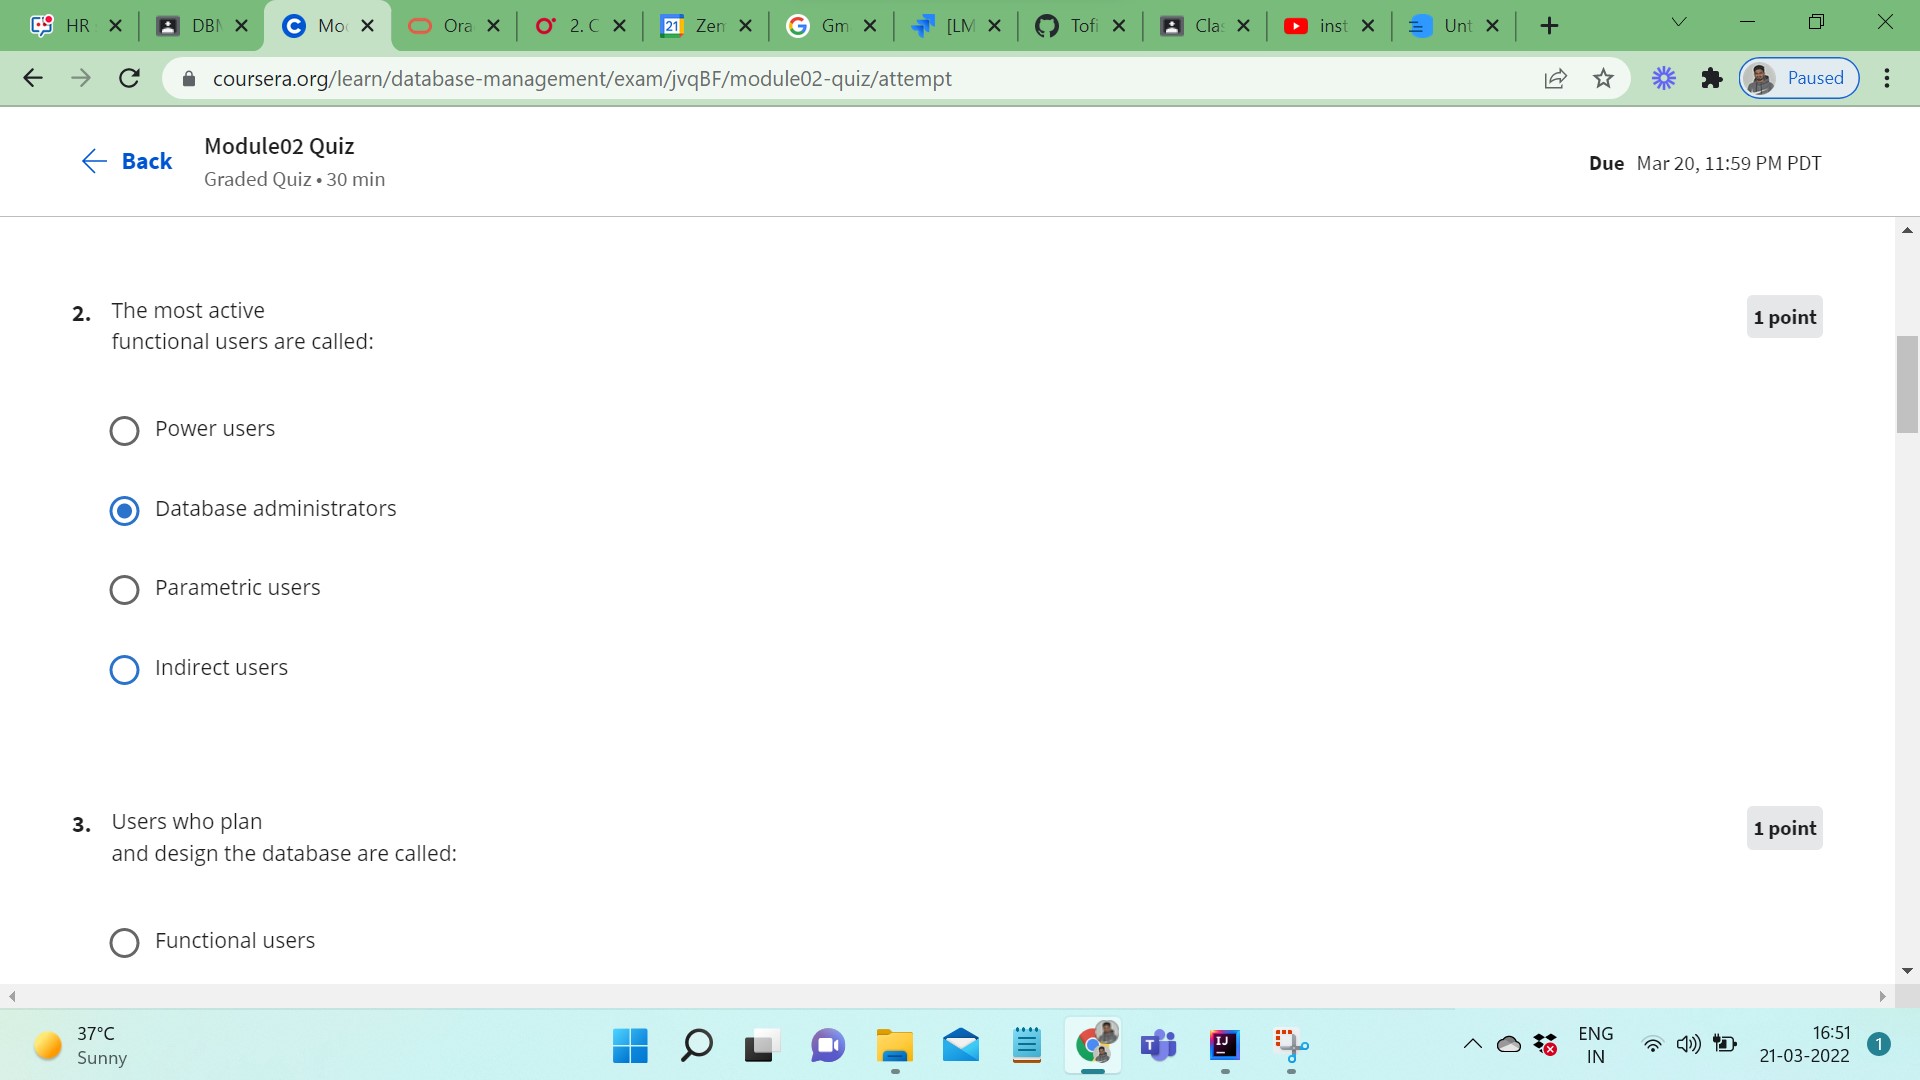 HR
DBM
Moc
Ora
2. C
Zen
Gm
[LM
Tofi
Clas
inst
Unt
coursera.org/learn/database-management/exam/jvqBF/module02-quiz/attempt
Paused
Back
Module02 Quiz
Graded Quiz • 30 min
Due Mar 20, 11:59 PM PDT
2. The most active
functional users are called:
1 point
Power users
Database administrators
Parametric users
Indirect users
3. Users who plan
and design the database are called:
1 point
Functional users
37°C
Sunny
ENG
IN
16:51
21-03-2022
1